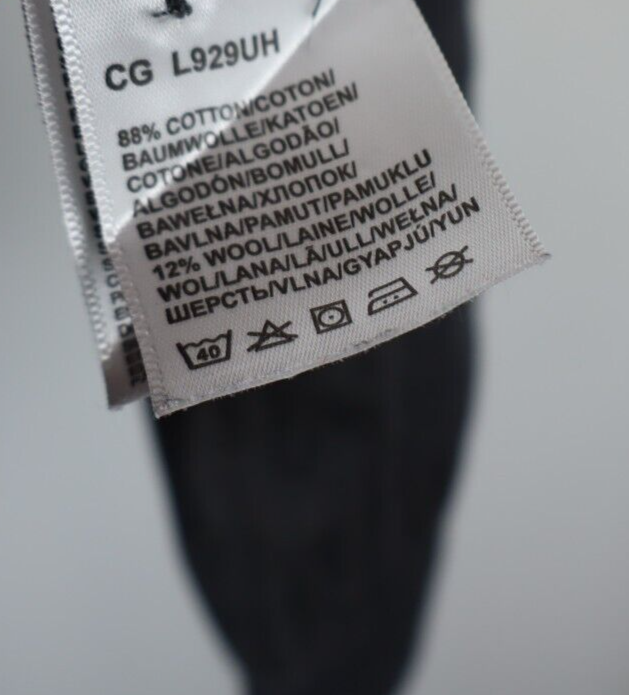 CG L929UH
88% COTTON/COTON/
BAUMWOLLE/KATOEN/
COTONE/ALGODÃO/
ALGODÓN/BOMULL/
BAWEŁNA/ХЛОПОК/
BAVLNA/PAMUT/PAMUKLU
12% WOOL/LAINE/WOLLE/
WOL/LANA/LÃ/ULL/WEŁNA/
ШЕРСТЬ/VLNA/GYAPJÚ/YUN
40